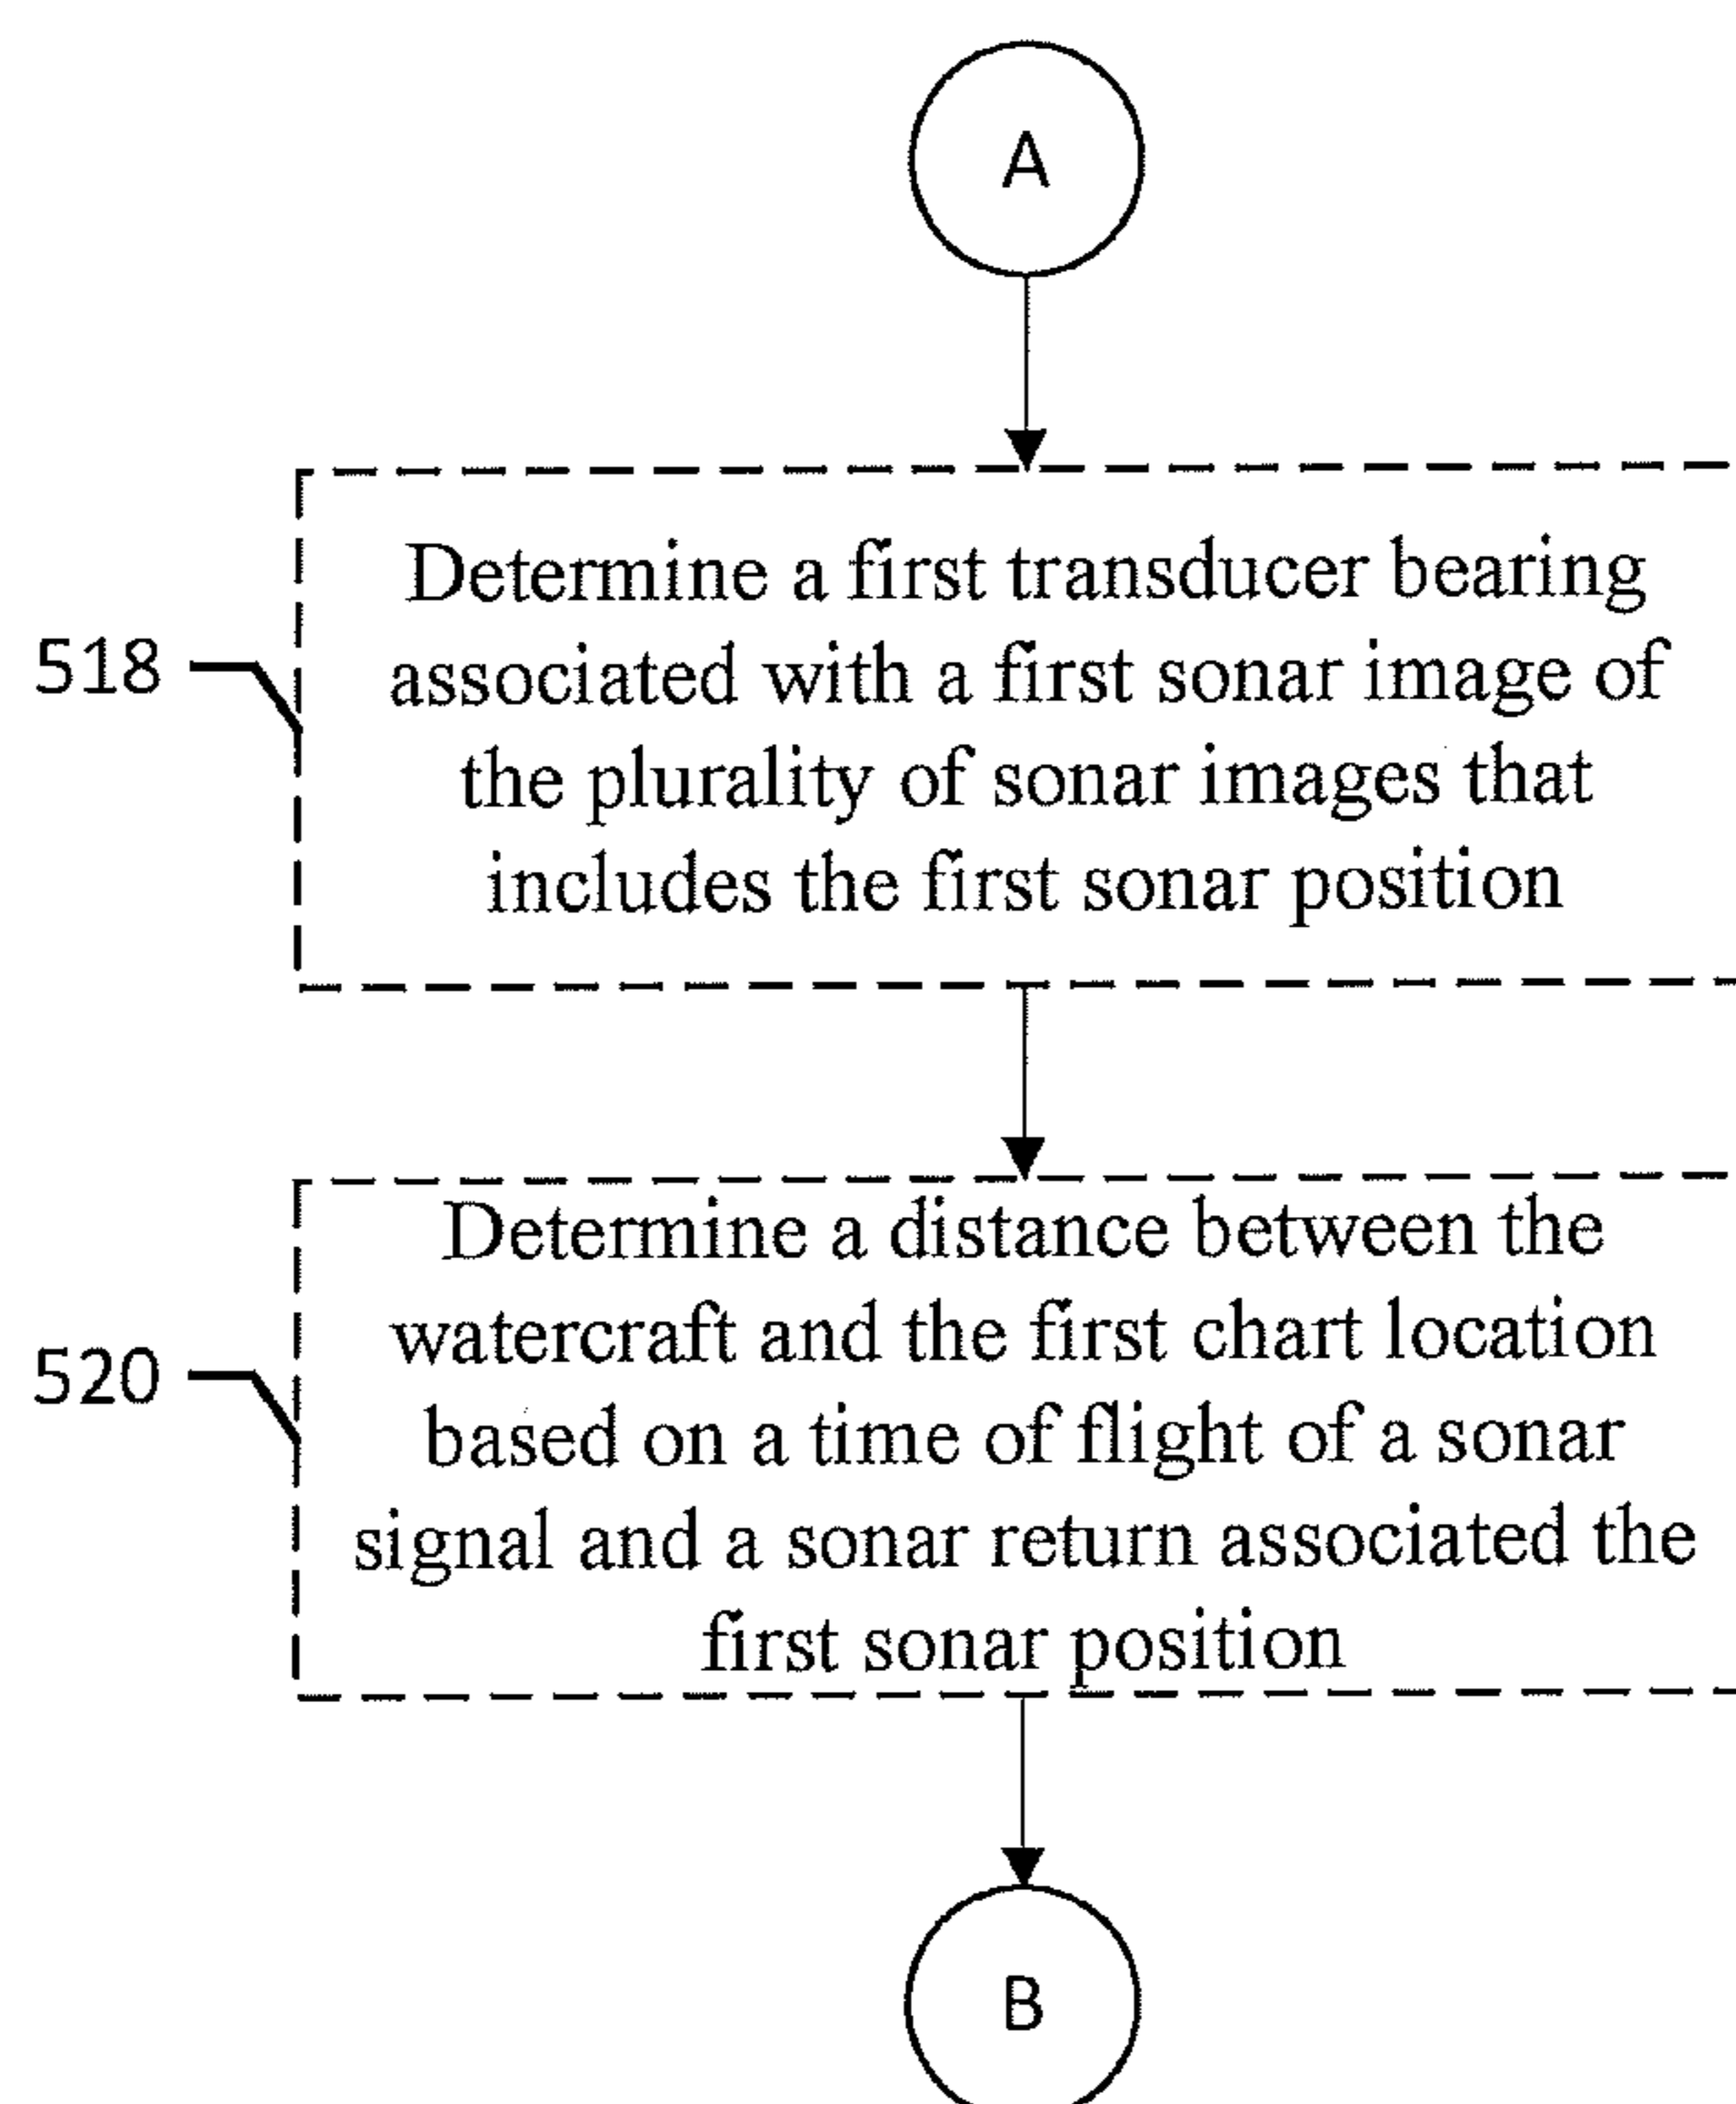 A
Determine a first transducer bearing
associated with a first sonar image of
the plurality of sonar images that
includes the first sonar position
518
Determine a distance between the
watercraft and the first chart location
based on a time of flight of a sonar
signal and a sonar return associated the
first sonar position
520
B